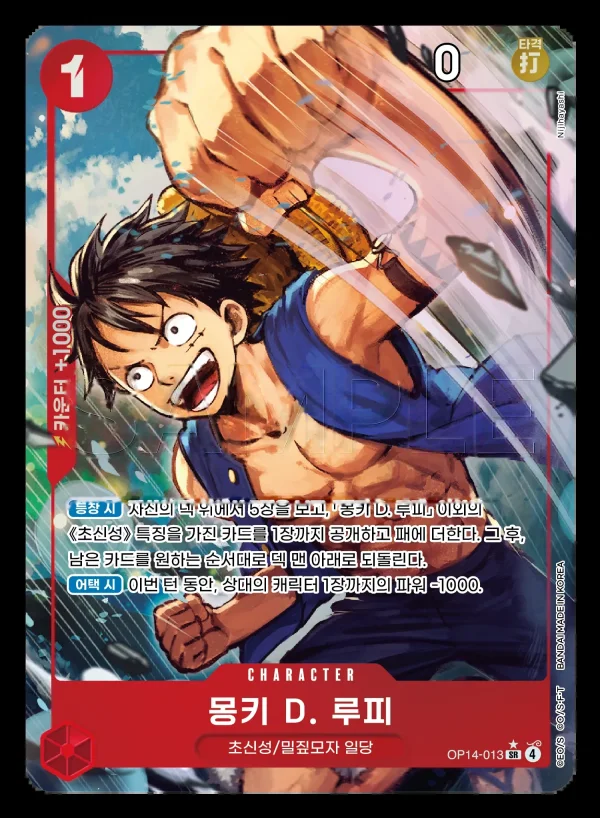 1
0
타격
打
Nijihayashi
카운터 +1,000
SAMPLE
등장 시 자신의 덱 위에서 5장을 보고, 「몽키 D. 루피」 이외의
《초신성》 특징을 가진 카드를 1장까지 공개하고 패에 더한다. 그 후,
남은 카드를 원하는 순서대로 덱 맨 아래로 되돌린다.
어택 시 이번 턴 동안, 상대의 캐릭터 1장까지의 파워 -1000.
CHARACTER
몽키 D. 루피
초신성/밀짚모자 일당
OP14-013 SR 4
©EO/S ©O/S·F·T BANDAI MADE IN KOREA